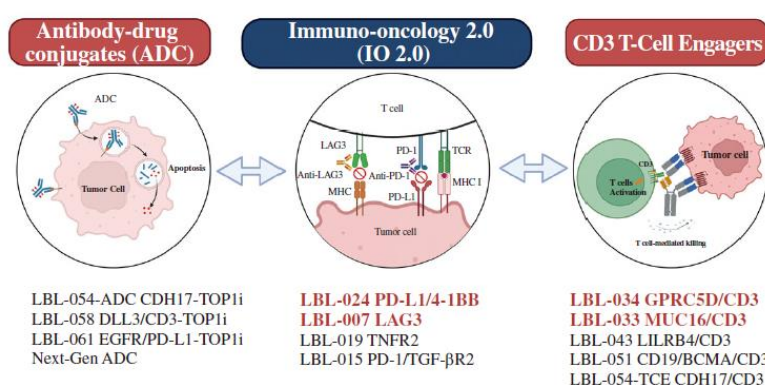 Antibody-drug
conjugates (ADC)
Immuno-oncology 2.0
(IO 2.0)
CD3 T-Cell Engagers
ADC
Tumor Cell
Apoptosis
T cell
LAG3
PD-1
TCR
Anti-LAG3
Anti-PD-1
MHC
PD-L1
MHC I
Tumor cell
CD3
Tumor cell
T cells
Activation
T cell-mediated killing
LBL-054-ADC CDH17-TOP1i
LBL-058 DLL3/CD3-TOP1i
LBL-061 EGFR/PD-L1-TOP1i
Next-Gen ADC
LBL-024 PD-L1/4-1BB
LBL-007 LAG3
LBL-019 TNFR2
LBL-015 PD-1/TGF-βR2
LBL-034 GPRC5D/CD3
LBL-033 MUC16/CD3
LBL-043 LILRB4/CD3
LBL-051 CD19/BCMA/CD3
LBL-054-TCE CDH17/CD3